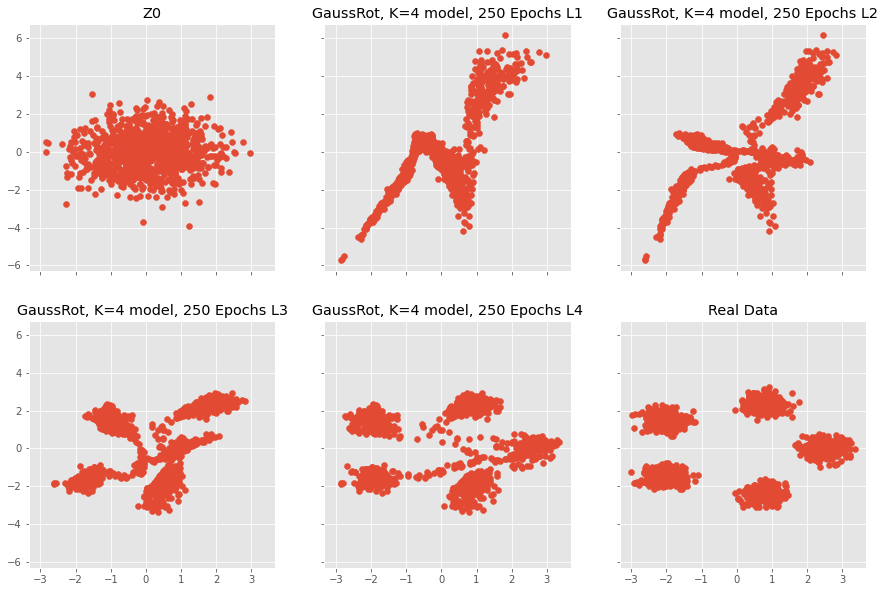 Z0
GaussRot, K=4 model, 250 Epochs L1
GaussRot, K=4 model, 250 Epochs L2
6
4
2
0
−2
−4
−6
GaussRot, K=4 model, 250 Epochs L3
GaussRot, K=4 model, 250 Epochs L4
Real Data
6
4
2
0
−2
−4
−6
−3 −2 −1 0 1 2 3
−3 −2 −1 0 1 2 3
−3 −2 −1 0 1 2 3